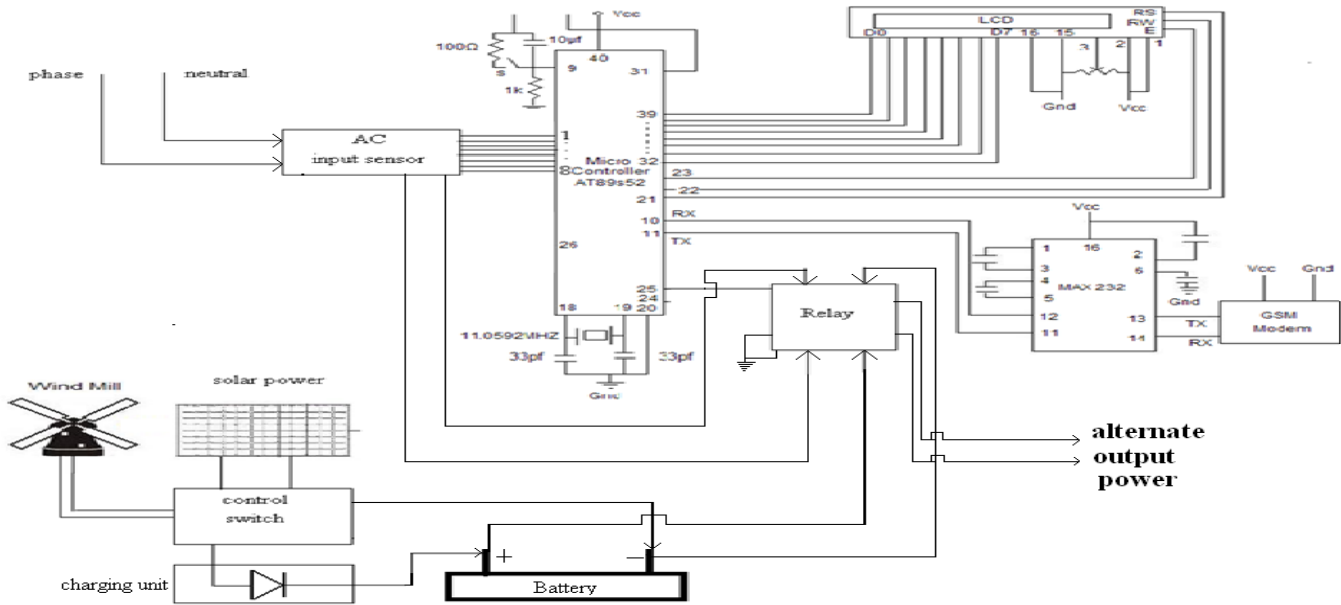 Vcc
100Ω
10µf
40
9
s
1k
31
LCD
RS
RW
E
D0
D7
16
15
3
2
1
Gnd
Vcc
phase
neutral
AC
input sensor
1
8
39
32
Micro
Controller
AT89s52
23
22
21
10
RX
11
TX
26
25
24
18
19
20
11.0592MHZ
33pf
33pf
Gnd
Relay
Vcc
1
16
2
3
6
4
MAX 232
5
Gnd
12
13
TX
11
14
RX
Vcc
Gnd
GSM
Modem
Wind Mill
solar power
control
switch
charging unit
+
−
Battery
alternate
output
power